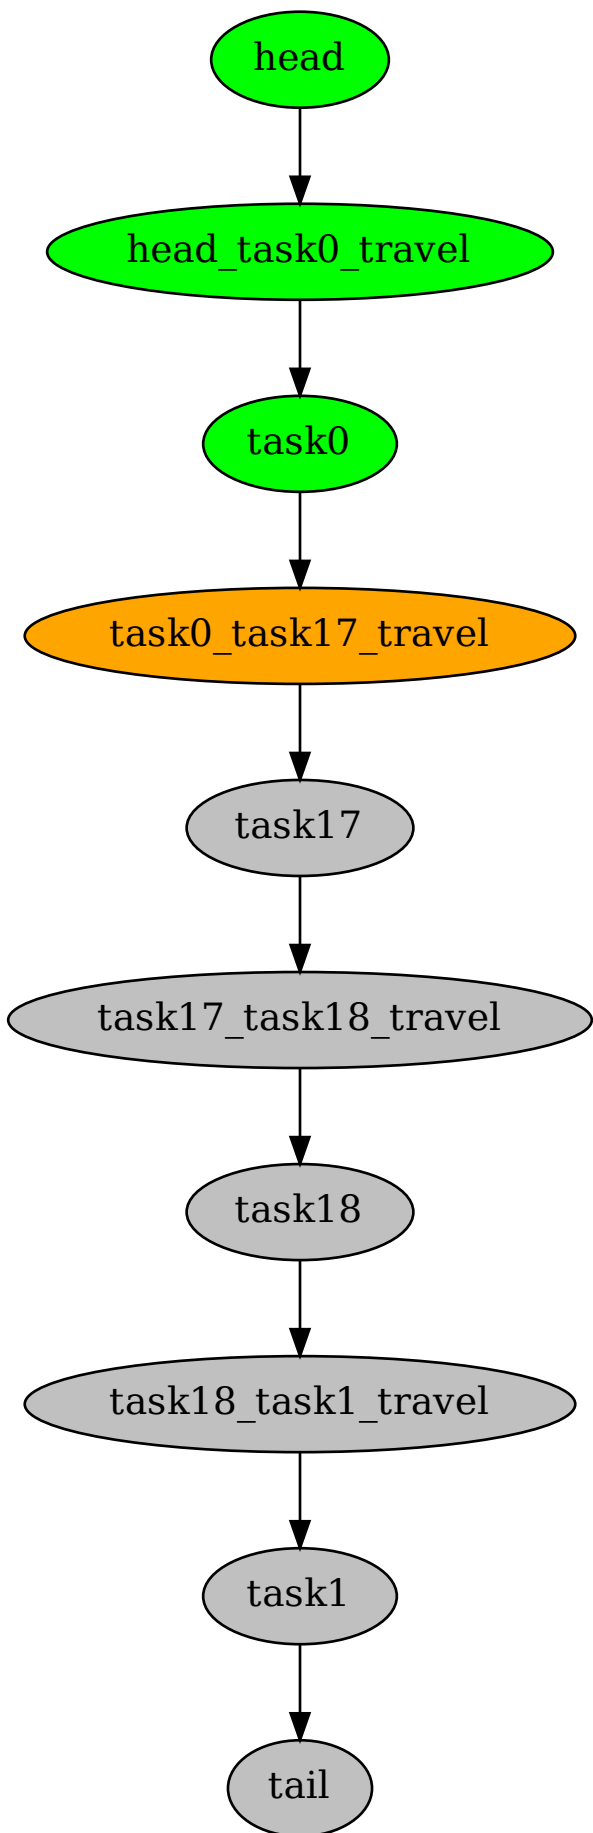 head
head_task0_travel
task0
task0_task17_travel
task17
task17_task18_travel
task18
task18_task1_travel
task1
tail